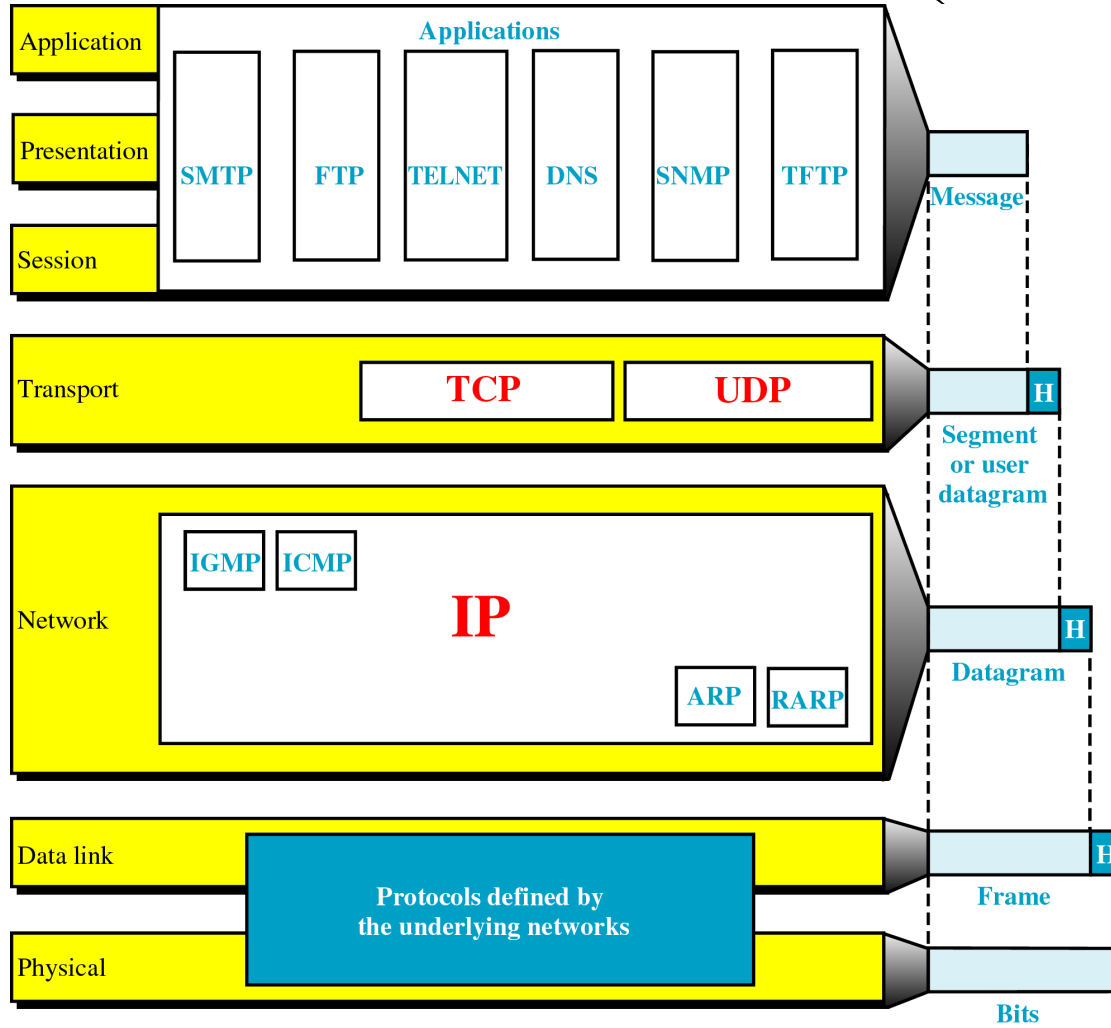 Application
Applications
Presentation
SMTP
FTP
TELNET
DNS
SNMP
TFTP
Message
Session
Transport
TCP
UDP
H
Segment
or user
datagram
IGMP
ICMP
Network
IP
H
Datagram
ARP
RARP
Data link
H
Protocols defined by
the underlying networks
Frame
Physical
Bits